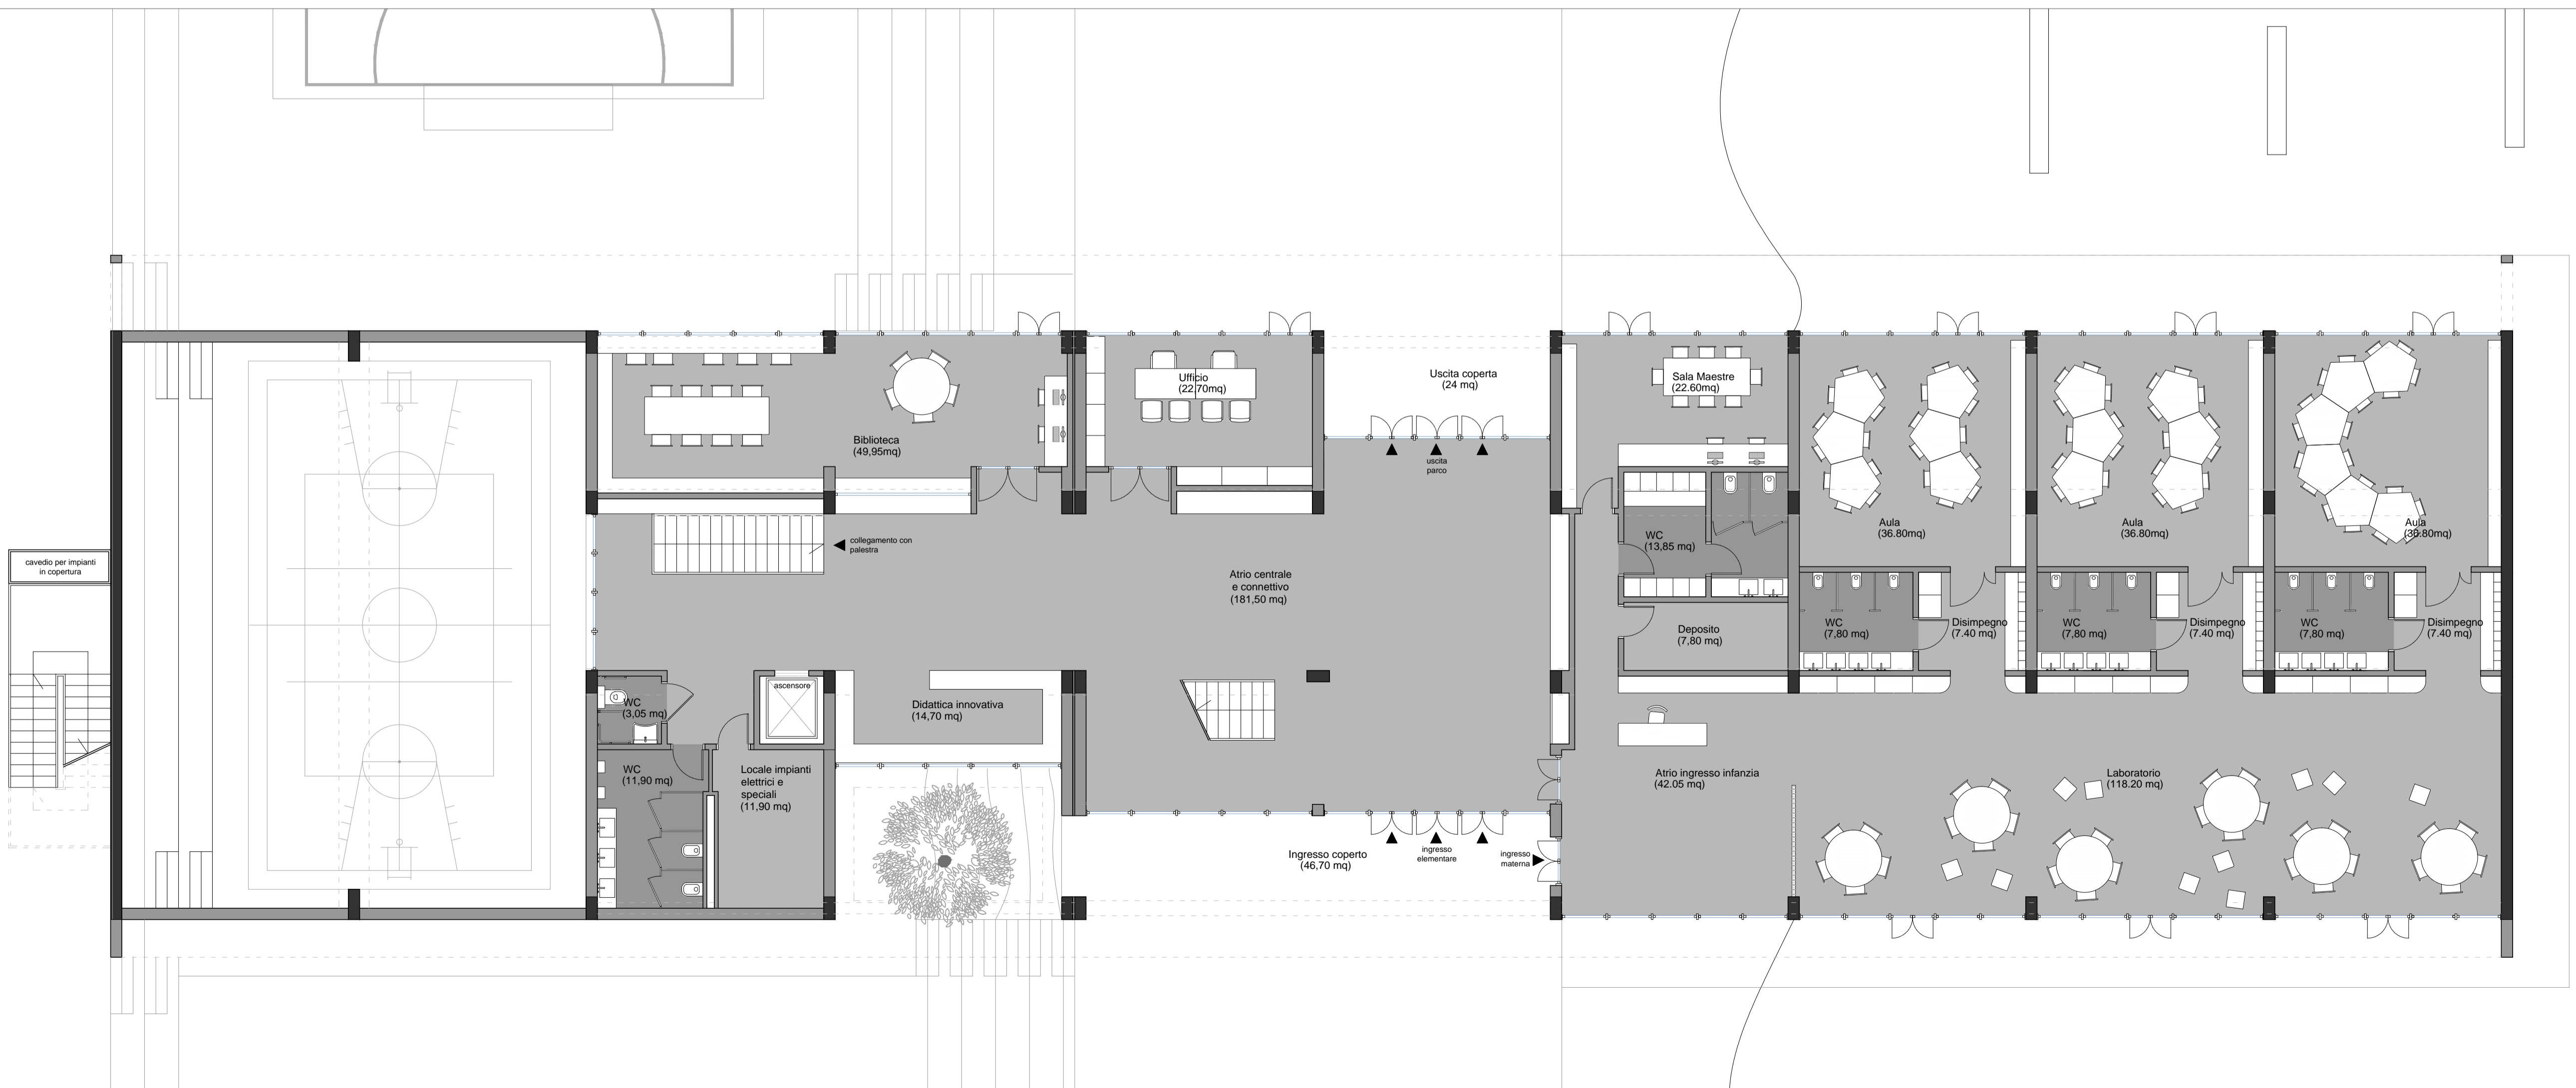 Uscita coperta
(24 mq)
Ufficio
(22,70mq)
Sala Maestre
(22.60mq)
Biblioteca
(49,95mq)
uscita
parco
Aula
(36.80mq)
Aula
(36.80mq)
Aula
(36.80mq)
collegamento con
palestra
WC
(13,85 mq)
cavedio per impianti
in copertura
Atrio centrale
e connettivo
(181,50 mq)
Deposito
(7,80 mq)
WC
(7,80 mq)
Disimpegno
(7.40 mq)
WC
(7,80 mq)
Disimpegno
(7.40 mq)
WC
(7,80 mq)
Disimpegno
(7.40 mq)
ascensore
WC
(3,05 mq)
Didattica innovativa
(14,70 mq)
WC
(11,90 mq)
Locale impianti
elettrici e
speciali
(11,90 mq)
Atrio ingresso infanzia
(42.05 mq)
Laboratorio
(118.20 mq)
Ingresso coperto
(46,70 mq)
ingresso
elementare
ingresso
materna